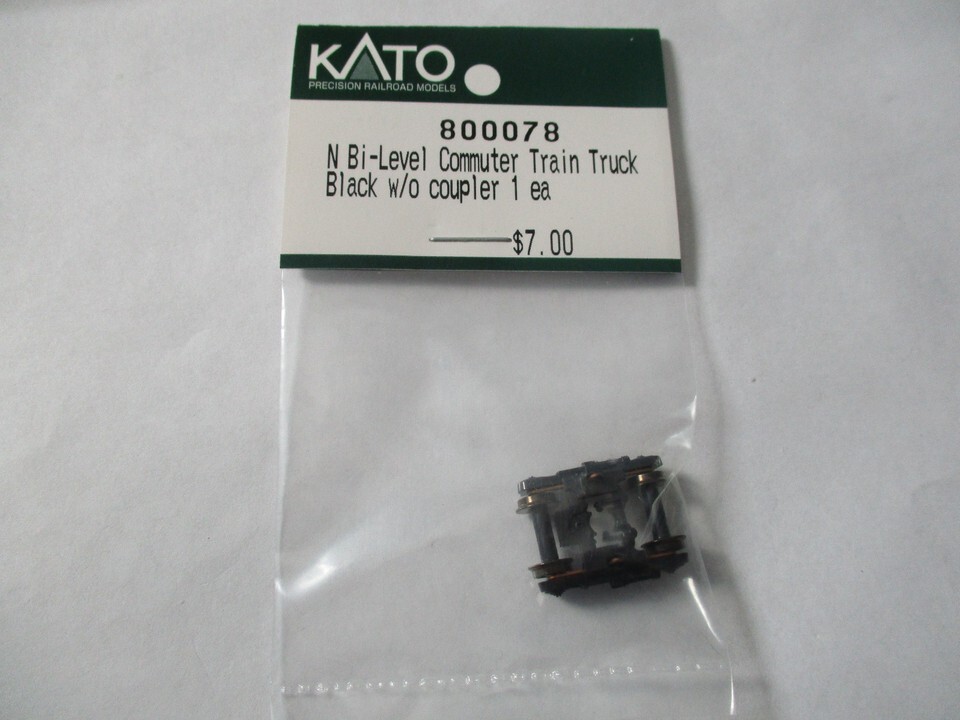 KATO
PRECISION RAILROAD MODELS
800078
N Bi-Level Commuter Train Truck
Black w/o coupler 1 ea
$7.00